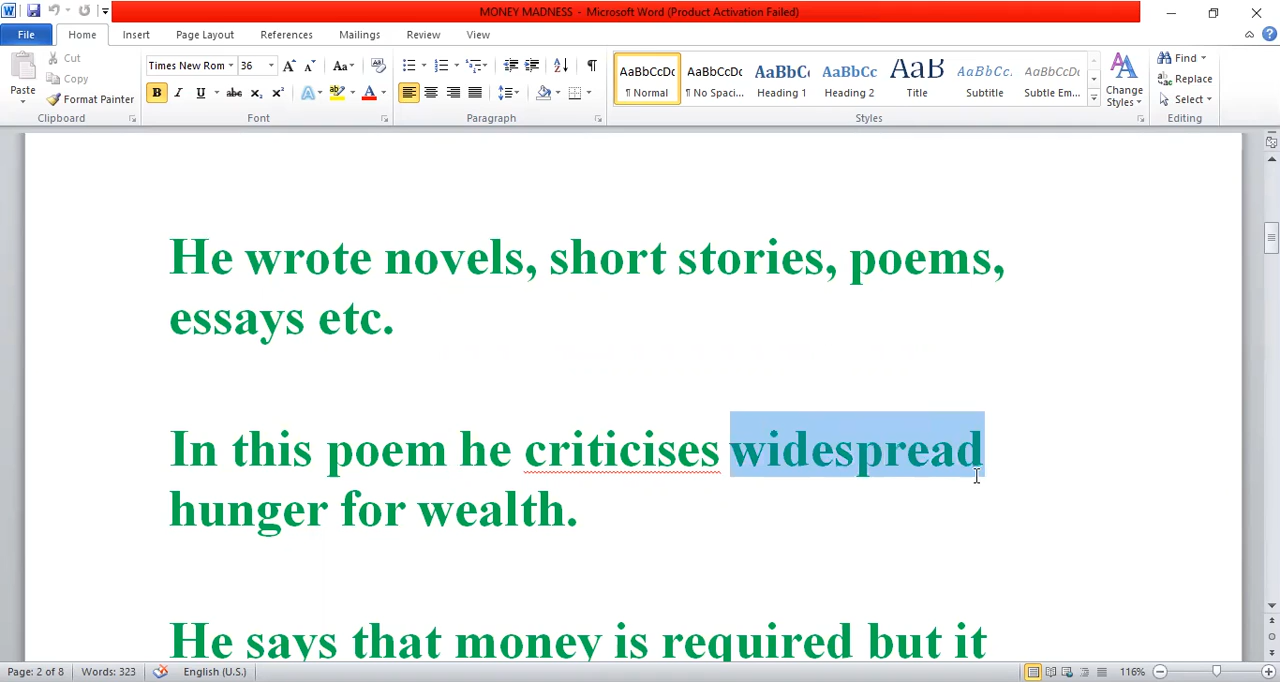 MONEY MADNESS - Microsoft Word (Product Activation Failed)
File Home Insert Page Layout References Mailings Review View
Paste
Cut
Copy
Format Painter
Clipboard
Times New Rom 36
Font
Paragraph
AaBbCcDc AaBbCcDc AaBbC AaBbCc AaB AaBbCc. AaBbCcDc
¶ Normal ¶ No Spaci... Heading 1 Heading 2 Title Subtitle Subtle Em...
Change
Styles
Styles
Find
Replace
Select
Editing
He wrote novels, short stories, poems,
essays etc.
In this poem he criticises widespread
hunger for wealth.
He says that money is required but it
Page: 2 of 8 Words: 323 English (U.S.) 116%